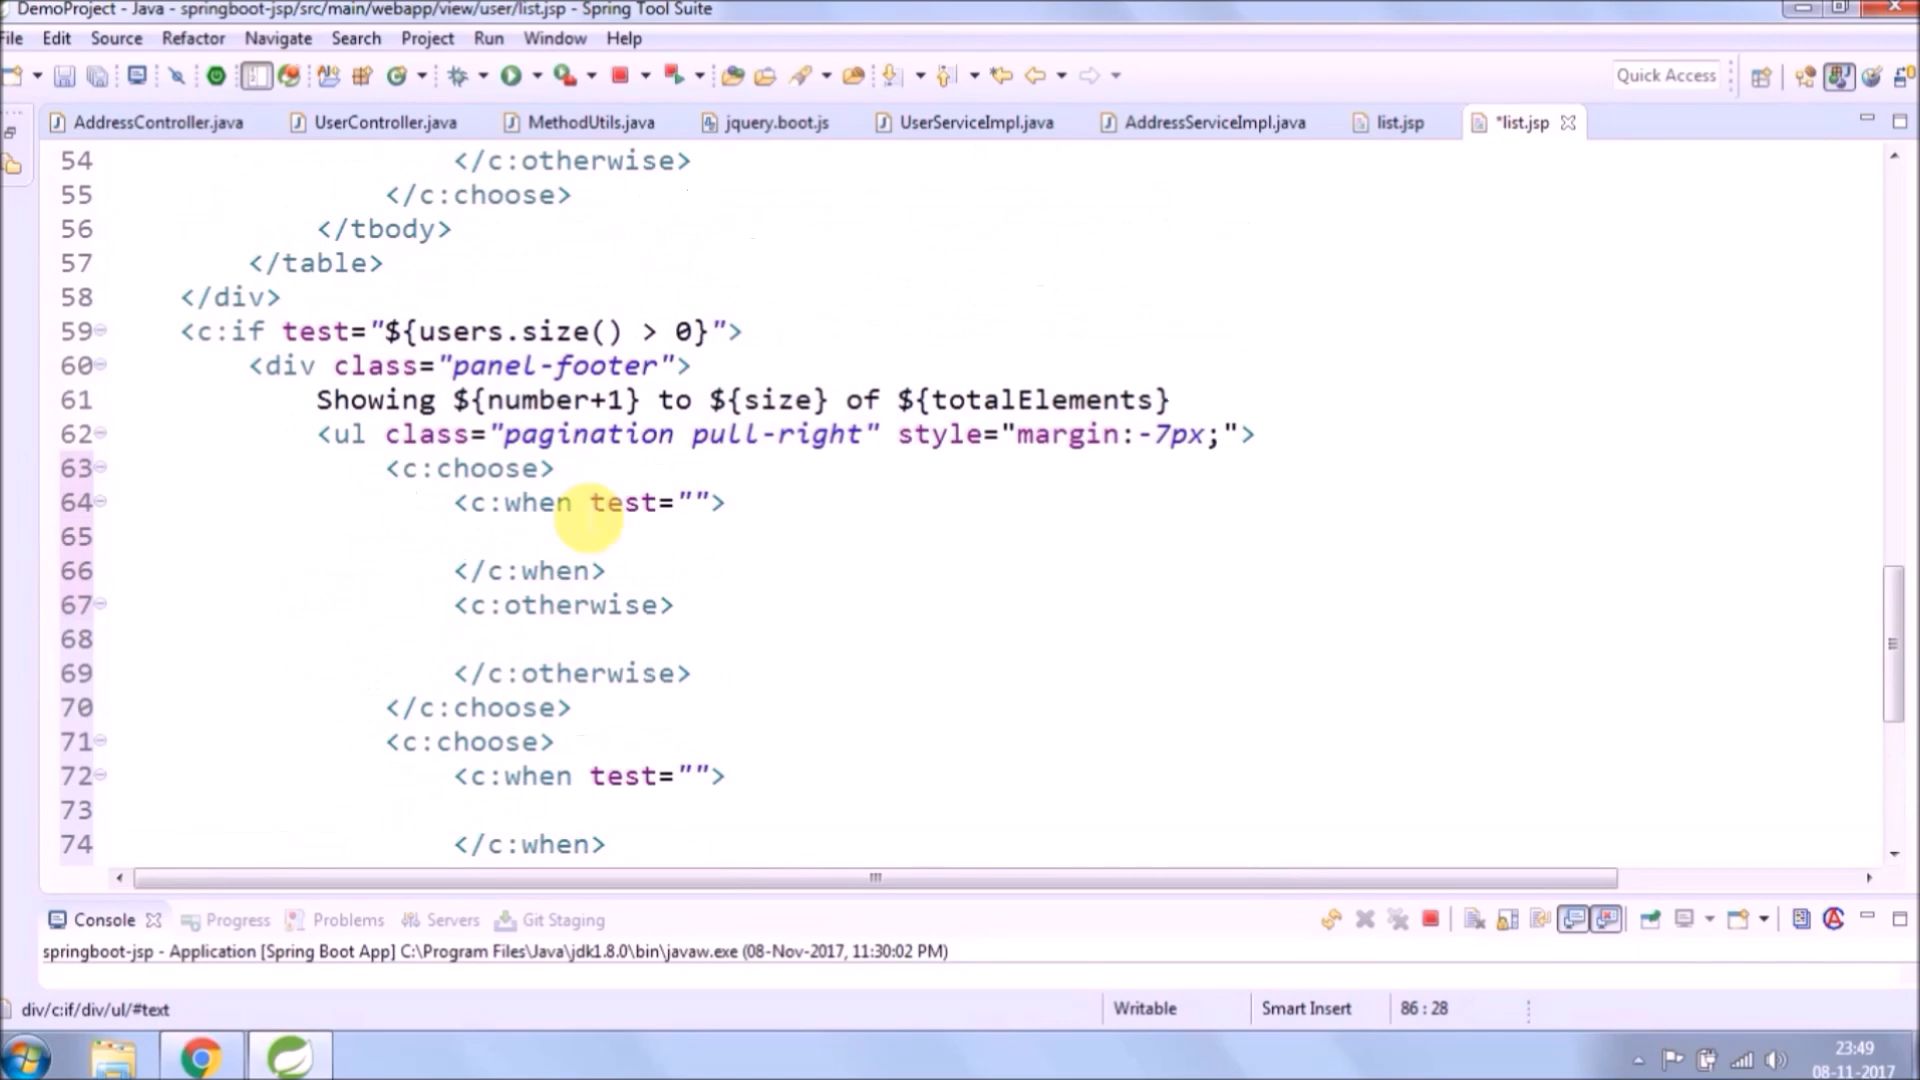 DemoProject - Java - springboot-jsp/src/main/webapp/view/user/list.jsp - Spring Tool Suite
File Edit Source Refactor Navigate Search Project Run Window Help
Quick Access
AddressController.java UserController.java MethodUtils.java jquery.boot.js UserServiceImpl.java AddressServiceImpl.java list.jsp *list.jsp
54 </c:otherwise>
55 </c:choose>
56 </tbody>
57 </table>
58 </div>
59 <c:if test="${users.size() > 0}">
60 <div class="panel-footer">
61 Showing ${number+1} to ${size} of ${totalElements}
62 <ul class="pagination pull-right" style="margin:-7px;">
63 <c:choose>
64 <c:when test="">
65
66 </c:when>
67 <c:otherwise>
68
69 </c:otherwise>
70 </c:choose>
71 <c:choose>
72 <c:when test="">
73
74 </c:when>
Console Progress Problems Servers Git Staging
springboot-jsp - Application [Spring Boot App] C:\Program Files\Java\jdk1.8.0\bin\javaw.exe (08-Nov-2017, 11:30:02 PM)
div/c:if/div/ul/#text Writable Smart Insert 86 : 28
23:49
08-11-2017